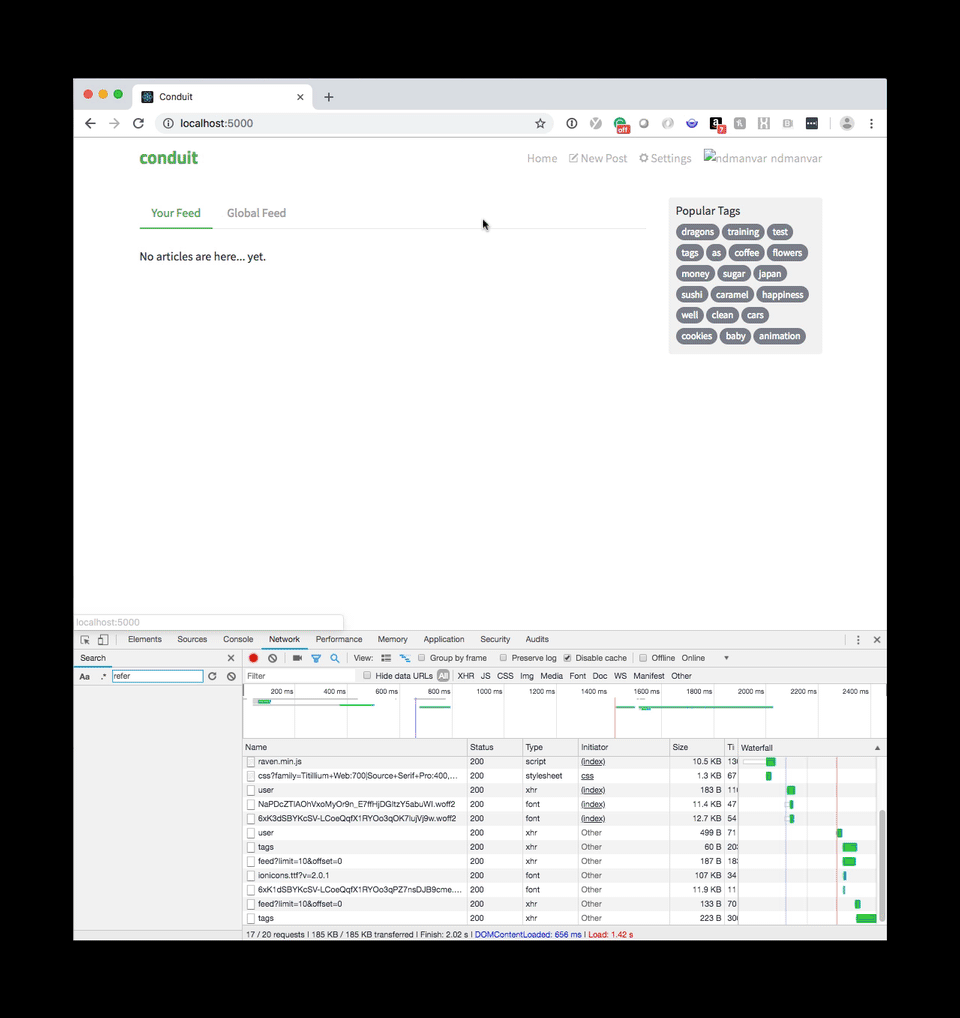 Conduit
localhost:5000
off
7
conduit
Home New Post Settings ndmanvar ndmanvar
Your Feed Global Feed
No articles are here... yet.
Popular Tags
dragons training test
tags as coffee flowers
money sugar japan
sushi caramel happiness
well clean cars
cookies baby animation
localhost:5000
Elements Sources Console Network Performance Memory Application Security Audits
Search
View: Group by frame Preserve log Disable cache Offline Online
Aa .* refer
Filter Hide data URLs All XHR JS CSS Img Media Font Doc WS Manifest Other
200 ms 400 ms 600 ms 800 ms 1000 ms 1200 ms 1400 ms 1600 ms 1800 ms 2000 ms 2200 ms 2400 ms
Name Status Type Initiator Size Ti Waterfall
raven.min.js 200 script (index) 10.5 KB 13
css?family=Titillium+Web:700|Source+Serif+Pro:400,... 200 stylesheet css 1.3 KB 67
user 200 xhr (index) 183 B 11
NaPDcZTIAOhVxoMyOr9n_E7ffHjDGItzY5abuWI.woff2 200 font (index) 11.4 KB 47
6xK3dSBYKcSV-LCoeQqfX1RYOo3qOK7lujVj9w.woff2 200 font (index) 12.7 KB 54
user 200 xhr Other 499 B 71
tags 200 xhr Other 60 B 20
feed?limit=10&offset=0 200 xhr Other 187 B 18
ionicons.ttf?v=2.0.1 200 font Other 107 KB 34
6xK1dSBYKcSV-LCoeQqfX1RYOo3qPZ7nsDJB9cme.... 200 font Other 11.9 KB 11
feed?limit=10&offset=0 200 xhr Other 133 B 70
tags 200 xhr Other 223 B 30
17 / 20 requests | 185 KB / 185 KB transferred | Finish: 2.02 s | DOMContentLoaded: 656 ms | Load: 1.42 s